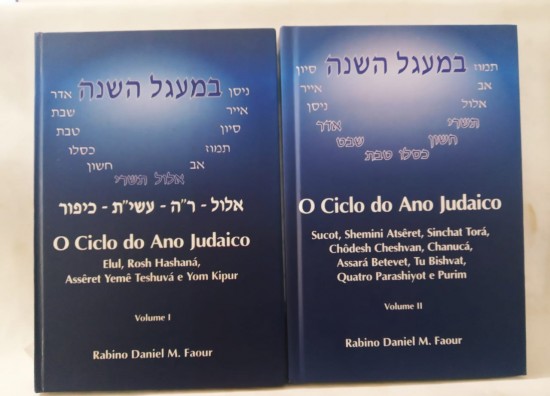 במעגל השנה
ניסן
אייר
סיון
תמוז
אב
אלול תשרי
חשון
כסלו
טבת
שבת
אדר
אלול - ר"ה - עשי"ת - כיפור
O Ciclo do Ano Judaico
Elul, Rosh Hashaná,
Assêret Yemê Teshuvá e Yom Kipur
Volume I
Rabino Daniel M. Faour
במעגל השנה
תמוז
אב
אלול
תשרי
חשון
כסלו טבת
שבט
אדר
ניסן
אייר
סיון
O Ciclo do Ano Judaico
Sucot, Shemini Atsêret, Sinchat Torá,
Chôdesh Cheshvan, Chanucá,
Assará Betevet, Tu Bishvat,
Quatro Parashiyot e Purim
Volume II
Rabino Daniel M. Faour